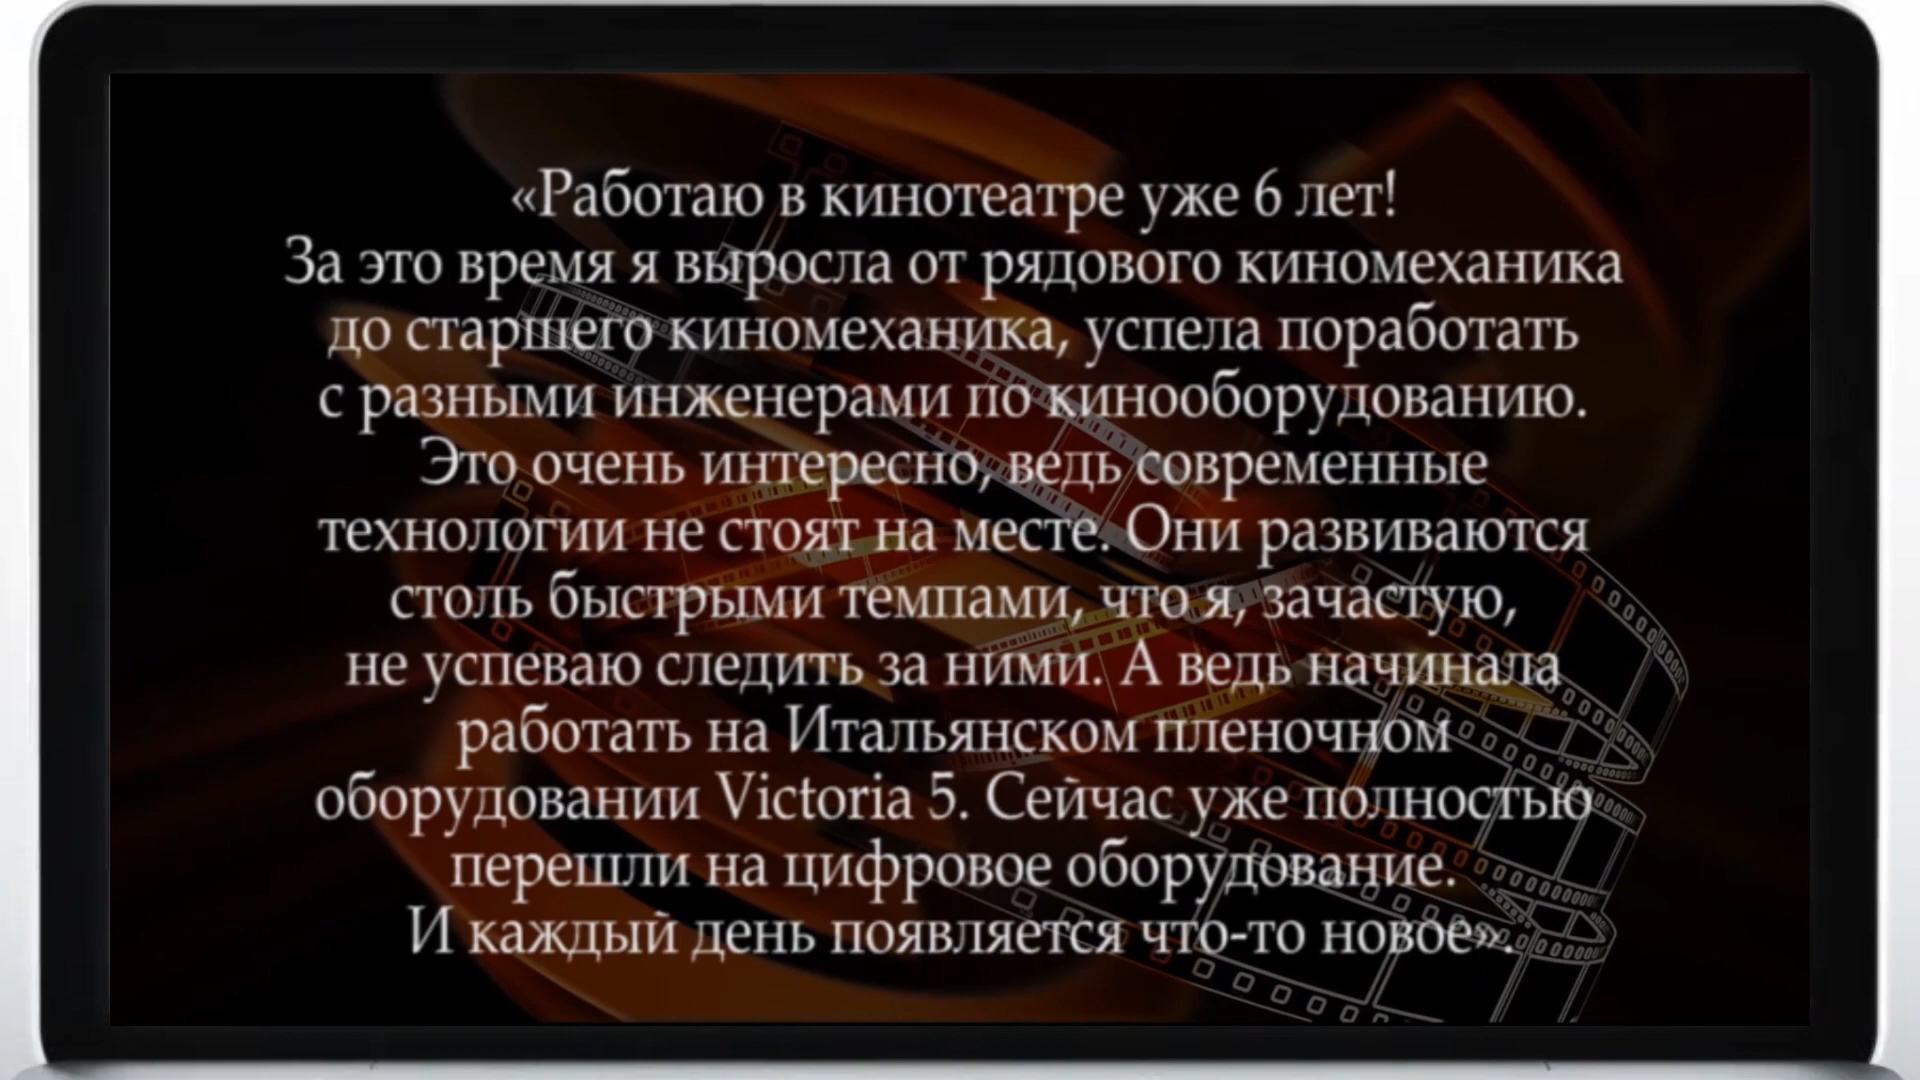 «Работаю в кинотеатре уже 6 лет!
За это время я выросла от рядового киномеханика
до старшего киномеханика, успела поработать
с разными инженерами по кинооборудованию.
Это очень интересно, ведь современные
технологии не стоят на месте. Они развиваются
столь быстрыми темпами, что я, зачастую,
не успеваю следить за ними. А ведь начинала
работать на Итальянском пленочном
оборудовании Victoria 5. Сейчас уже полностью
перешли на цифровое оборудование.
И каждый день появляется что-то новое».